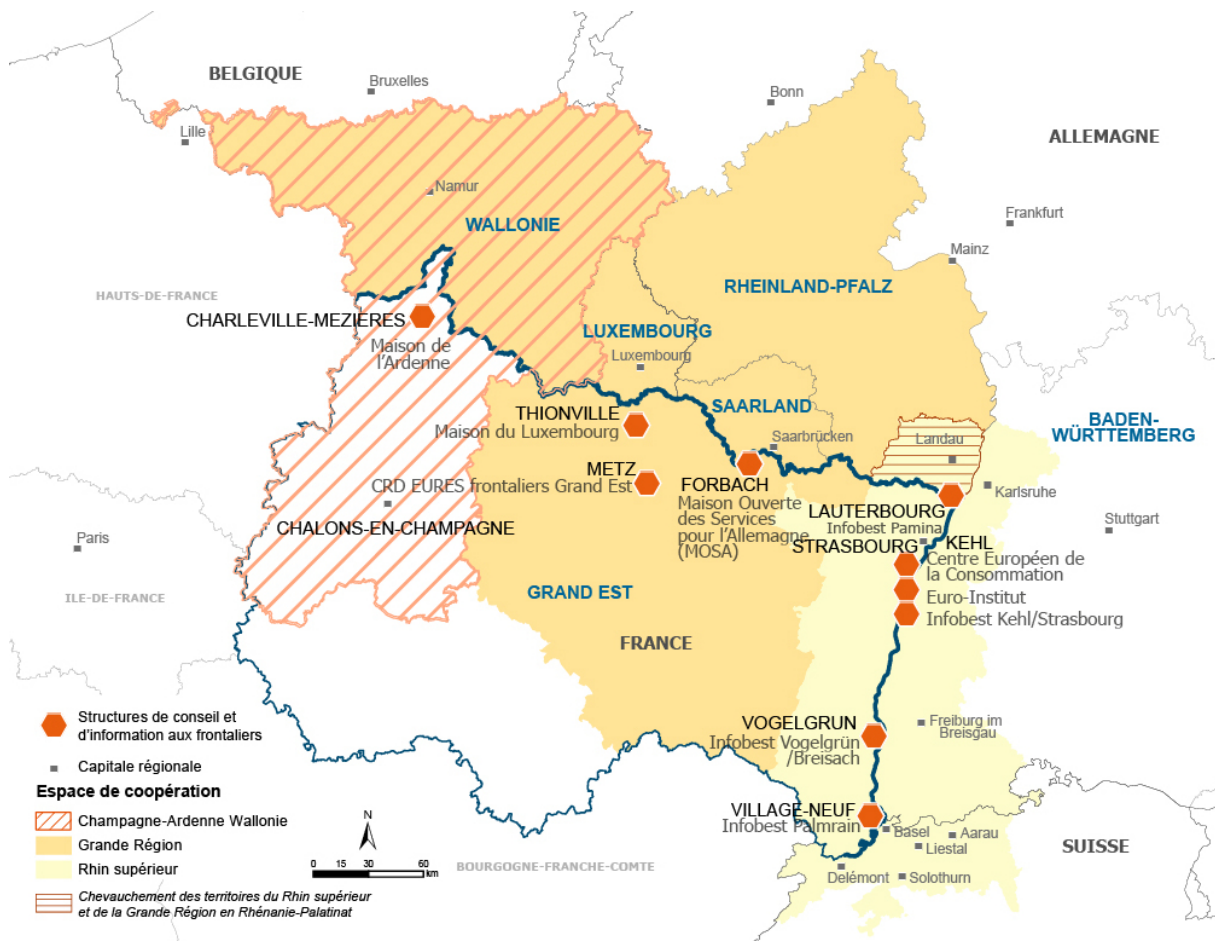 BELGIQUE
Bruxelles
Bonn
Lille
ALLEMAGNE
Namur
Frankfurt
WALLONIE
Mainz
RHEINLAND-PFALZ
HAUTS-DE-FRANCE
CHARLEVILLE-MEZIERES
Maison de
l'Ardenne
LUXEMBOURG
Luxembourg
SAARLAND
THIONVILLE
Maison du Luxembourg
BADEN-
WÜRTTEMBERG
Saarbrücken
Landau
METZ
CRD EURES frontaliers Grand Est
FORBACH
Maison Ouverte
des Services
pour l'Allemagne
(MOSA)
Karlsruhe
LAUTERBOURG
Infobest Pamina
CHALONS-EN-CHAMPAGNE
Stuttgart
Paris
STRASBOURG
KEHL
Centre Européen de
la Consommation
Euro-Institut
Infobest Kehl/Strasbourg
ILE-DE-FRANCE
GRAND EST
FRANCE
VOGELGRUN
Infobest Vogelgrün
/Breisach
Freiburg im
Breisgau
VILLAGE-NEUF
Infobest Palmrain
Basel
Aarau
Liestal
SUISSE
Delémont
Solothurn
BOURGOGNE-FRANCHE-COMTE
Structures de conseil et
d'information aux frontaliers
Capitale régionale
Espace de coopération
Champagne-Ardenne Wallonie
Grande Région
Rhin supérieur
Chevauchement des territoires du Rhin supérieur
et de la Grande Région en Rhénanie-Palatinat
N
0 15 30 60
km